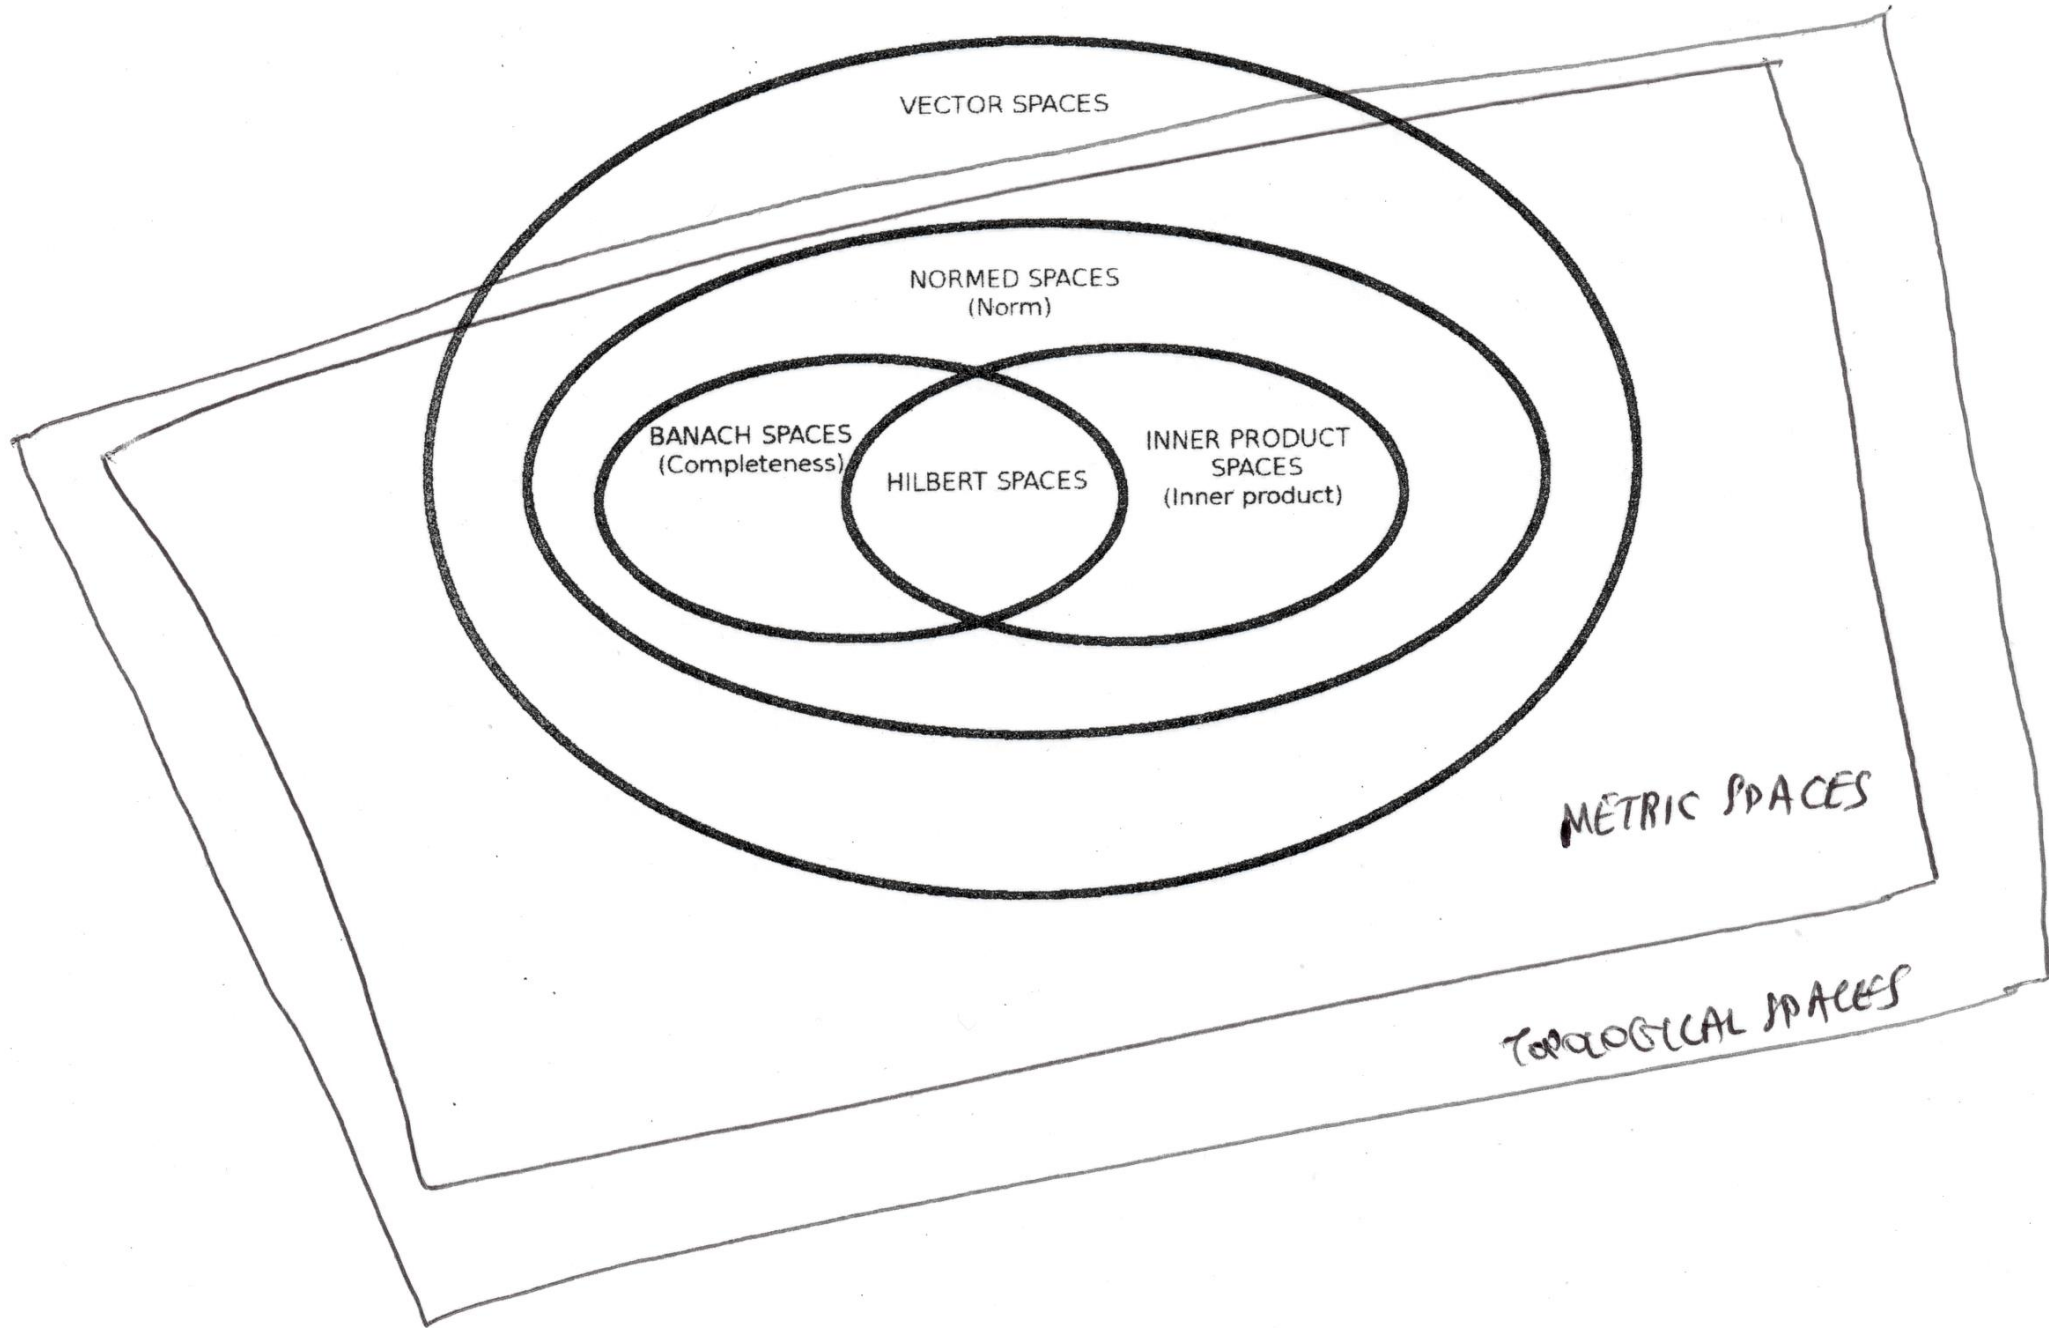 VECTOR SPACES
NORMED SPACES
(Norm)
BANACH SPACES
(Completeness)
HILBERT SPACES
INNER PRODUCT
SPACES
(Inner product)
METRIC SPACES
TOPOLOGICAL SPACES